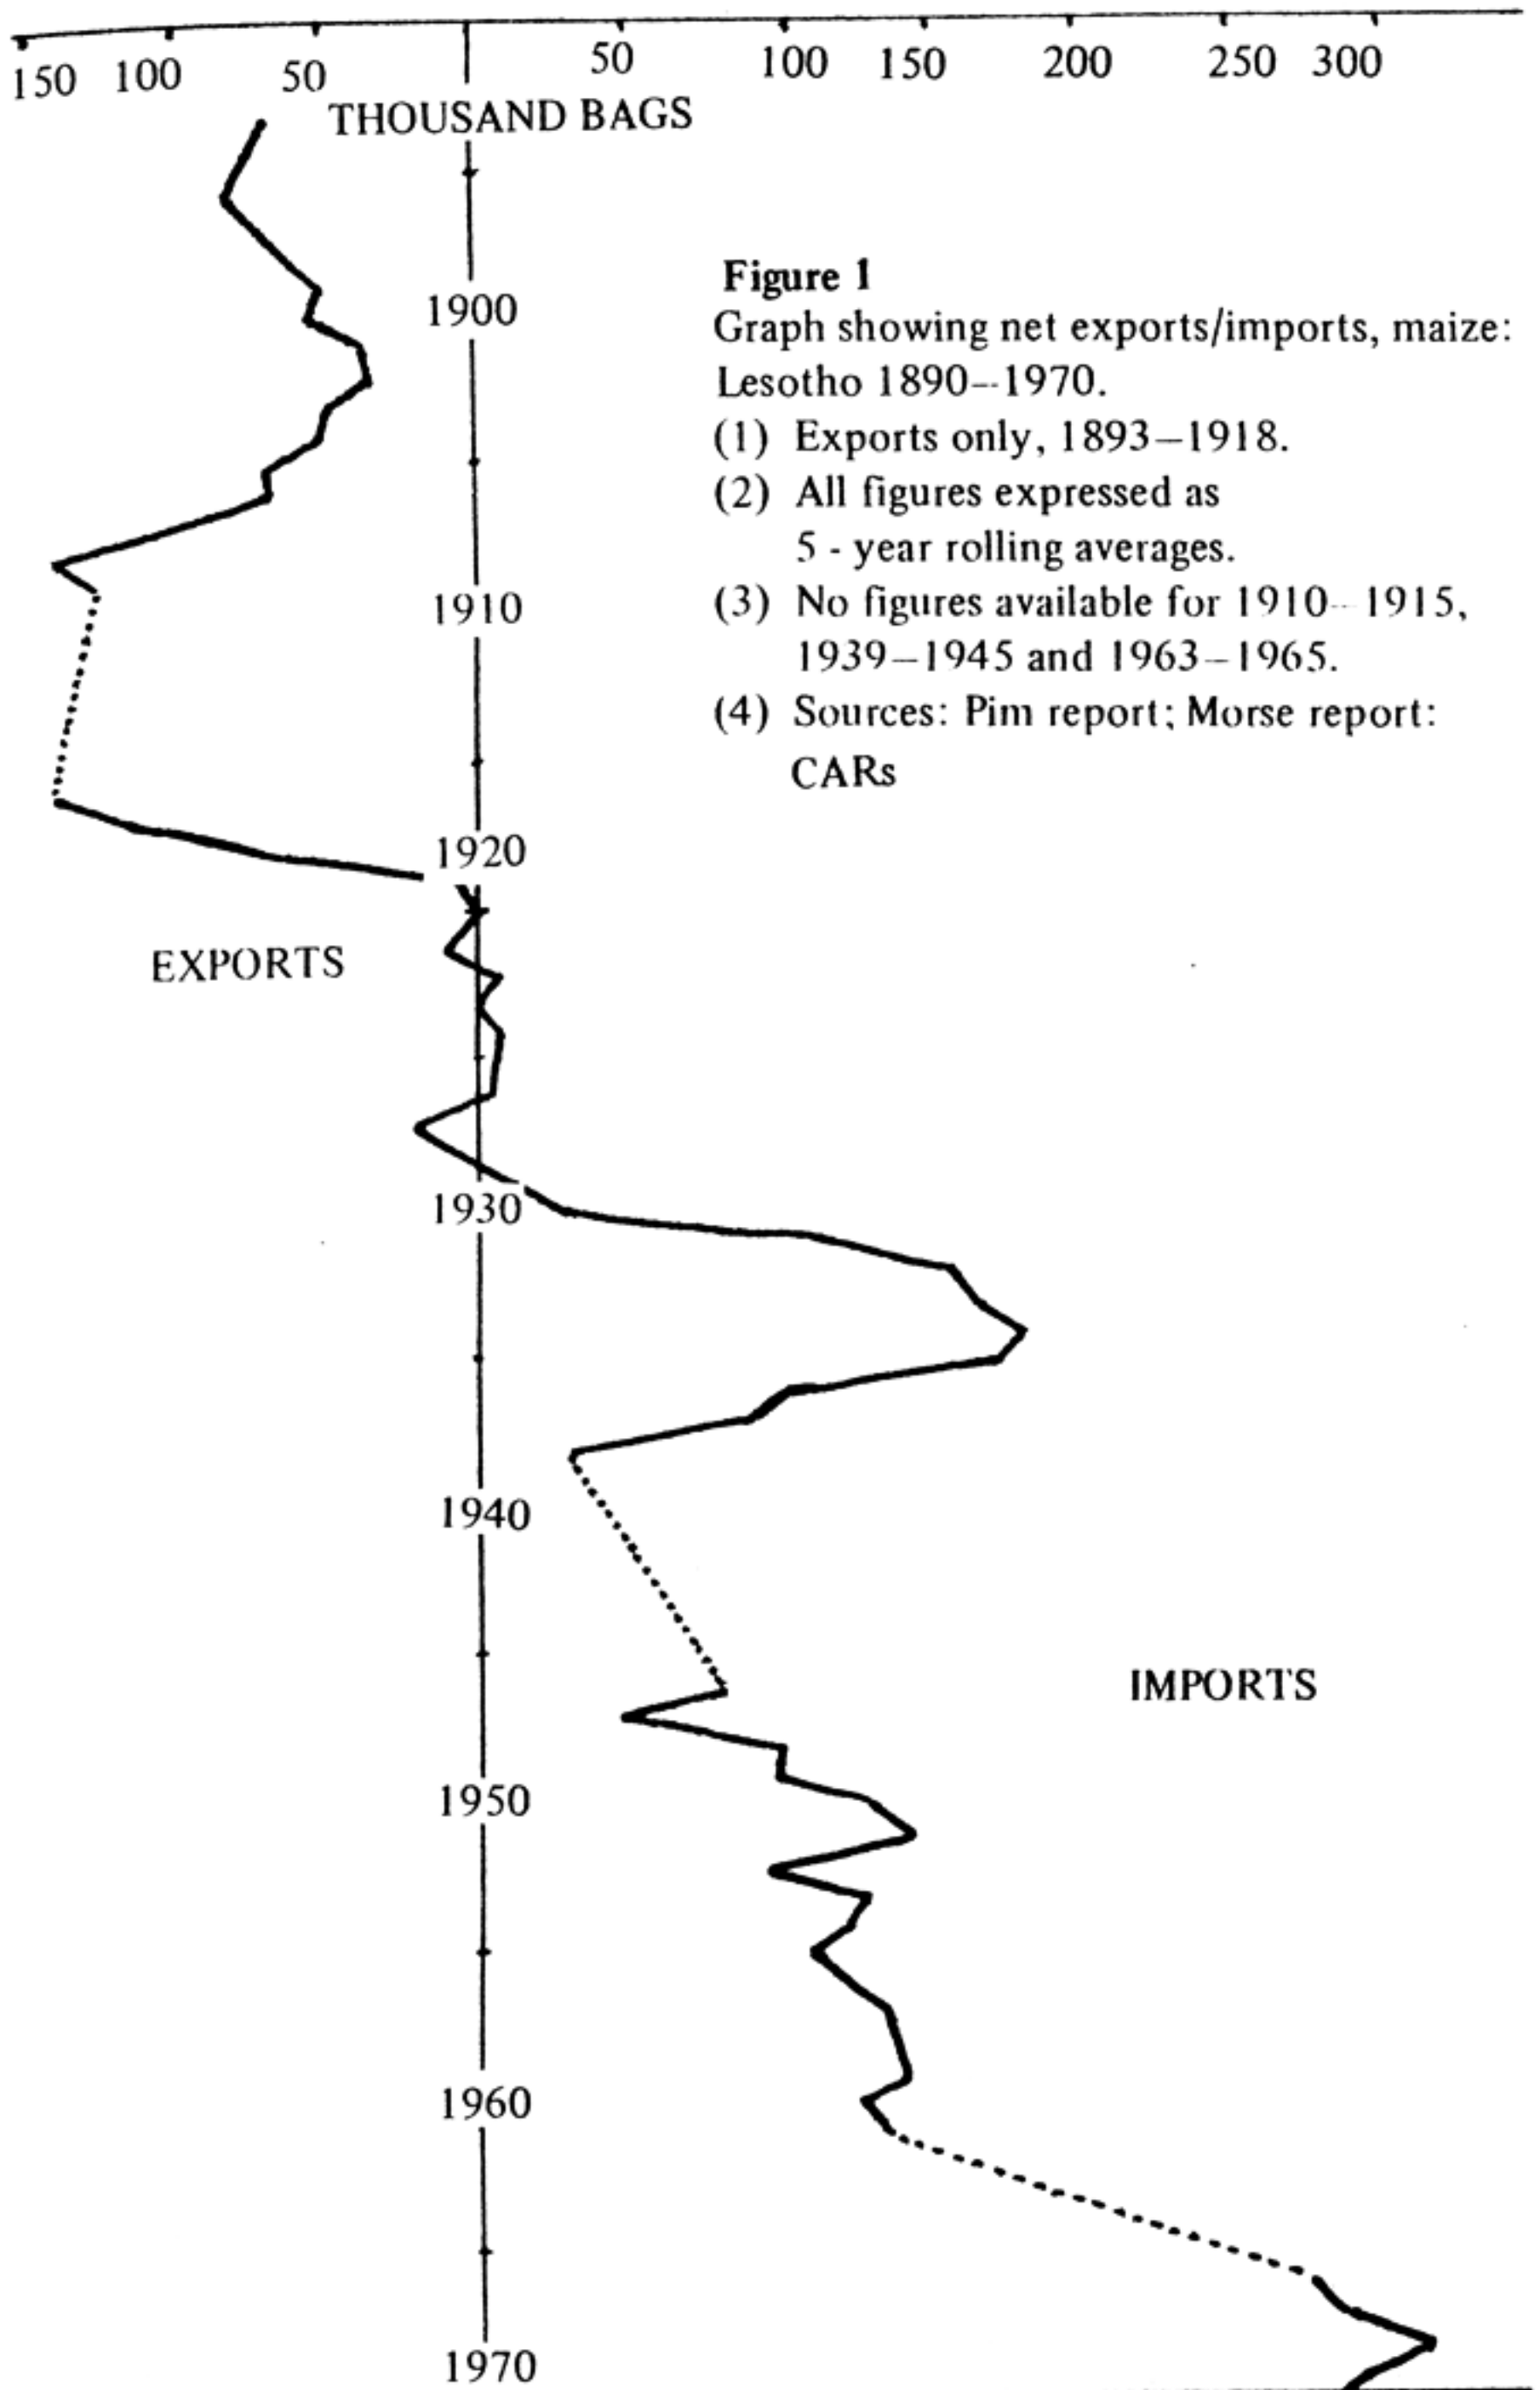 150 100 50 50 100 150 200 250 300
THOUSAND BAGS
Figure 1
Graph showing net exports/imports, maize:
Lesotho 1890–1970.
(1) Exports only, 1893–1918.
(2) All figures expressed as
5 - year rolling averages.
(3) No figures available for 1910–1915,
1939–1945 and 1963–1965.
(4) Sources: Pim report; Morse report:
CARs
1900
1910
1920
EXPORTS
1930
1940
IMPORTS
1950
1960
1970